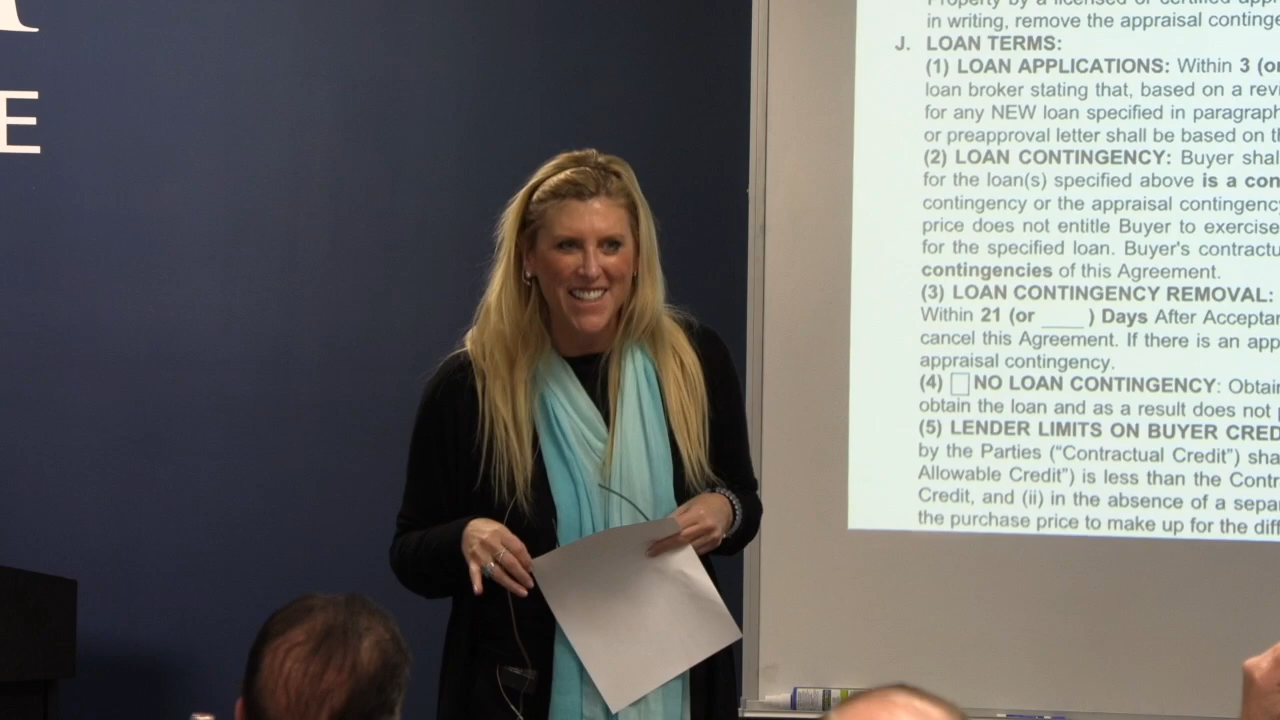 E
in writing, remove the appraisal continge
J. LOAN TERMS:
(1) LOAN APPLICATIONS: Within 3 (or
loan broker stating that, based on a revi
for any NEW loan specified in paragraph
or preapproval letter shall be based on th
(2) LOAN CONTINGENCY: Buyer shal
for the loan(s) specified above is a con
contingency or the appraisal contingency
price does not entitle Buyer to exercise
for the specified loan. Buyer's contractu
contingencies of this Agreement.
(3) LOAN CONTINGENCY REMOVAL:
Within 21 (or ____ ) Days After Acceptan
cancel this Agreement. If there is an app
appraisal contingency.
(4) NO LOAN CONTINGENCY: Obtain
obtain the loan and as a result does not
(5) LENDER LIMITS ON BUYER CRED
by the Parties ("Contractual Credit") sha
Allowable Credit") is less than the Contr
Credit, and (ii) in the absence of a sepa
the purchase price to make up for the diff